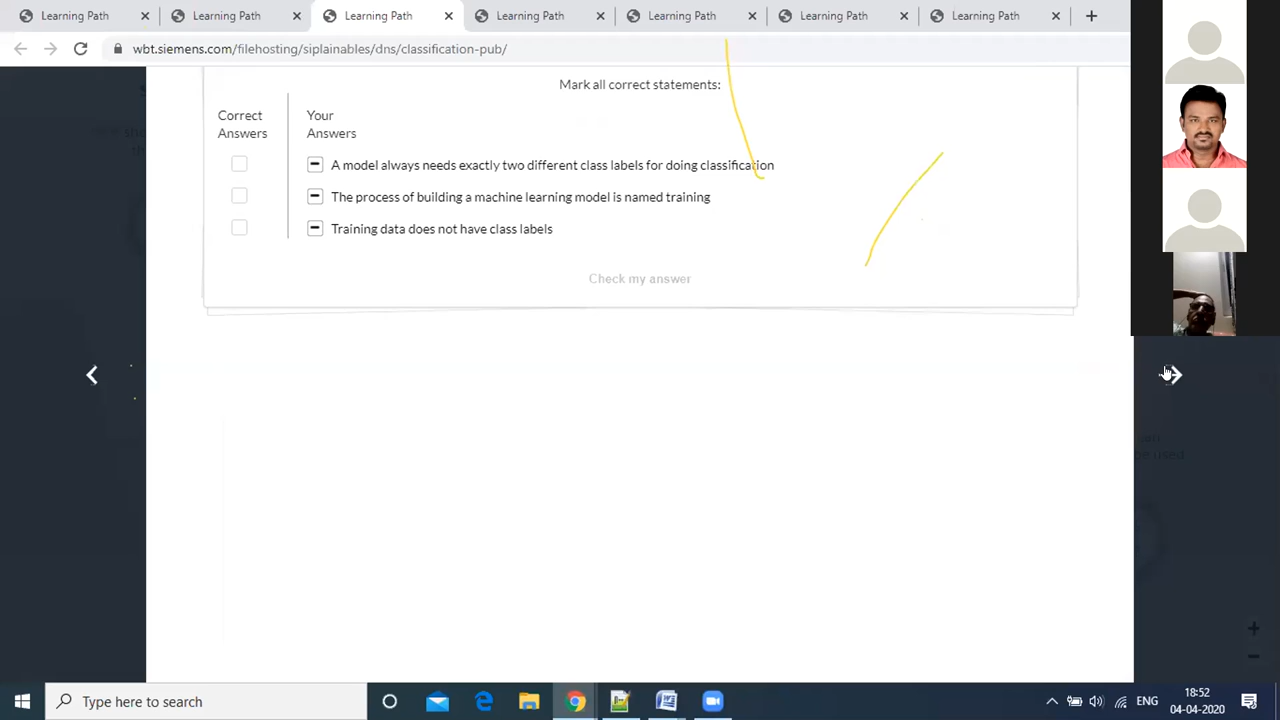 Learning Path
Learning Path
Learning Path
Learning Path
Learning Path
Learning Path
Learning Path
wbt.siemens.com/filehosting/siplainables/dns/classification-pub/
Mark all correct statements:
Correct Answers
Your Answers
A model always needs exactly two different class labels for doing classification
The process of building a machine learning model is named training
Training data does not have class labels
Check my answer
Type here to search
ENG
18:52
04-04-2020